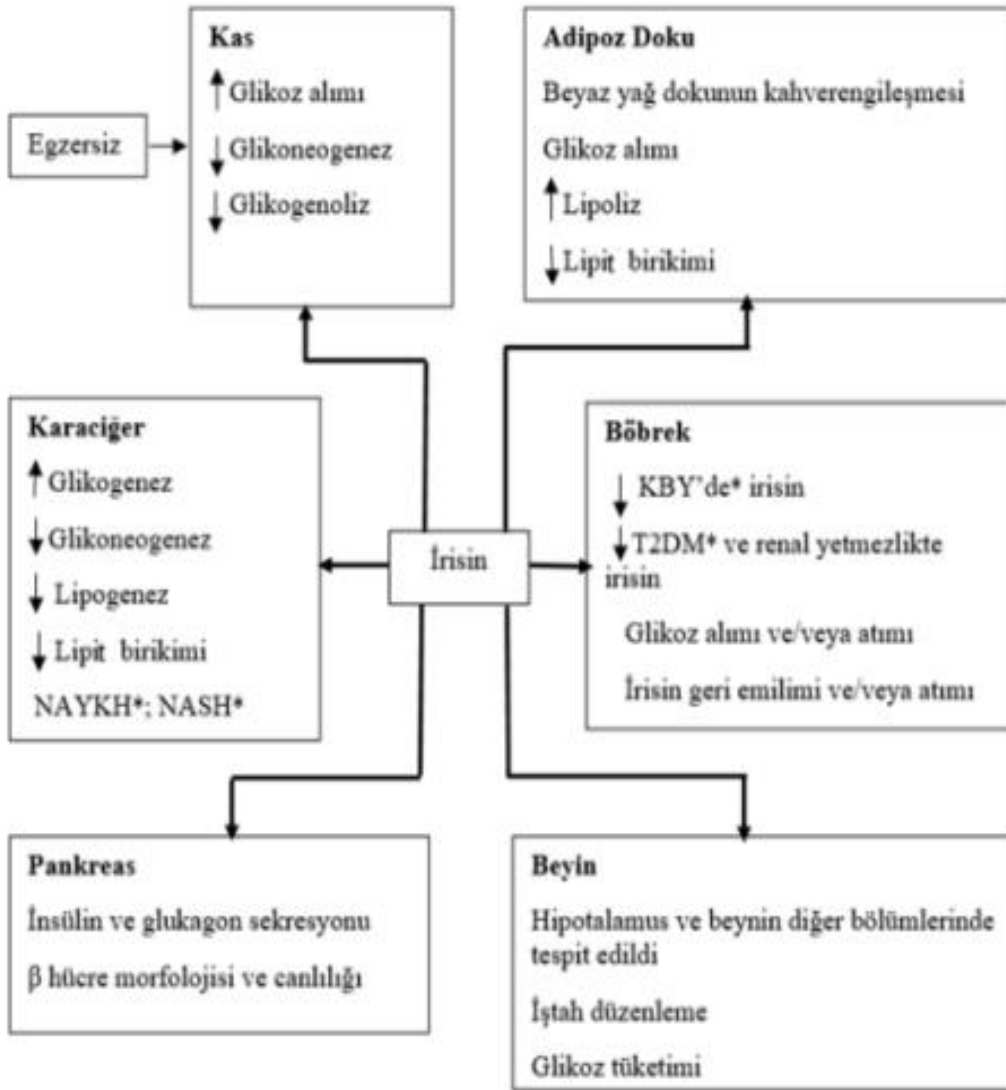 Kas
↑ Glikoz alımı
↓ Glikoneogenez
↓ Glikogenoliz
Adipoz Doku
Beyaz yağ dokunun kahverengileşmesi
Glikoz alımı
↑ Lipoliz
↓ Lipit birikimi
Egzersiz
Karaciğer
↑ Glikogenez
↓ Glikoneogenez
↓ Lipogenez
↓ Lipit birikimi
NAYKH*; NASH*
İrisin
Böbrek
↓ KBY’de* irisin
↓ T2DM* ve renal yetmezlikte
irisin
Glikoz alımı ve/veya atımı
İrisin geri emilimi ve/veya atımı
Pankreas
İnsülin ve glukagon sekresyonu
β hücre morfolojisi ve canlılığı
Beyin
Hipotalamus ve beynin diğer bölümlerinde
tespit edildi
İştah düzenleme
Glikoz tüketimi